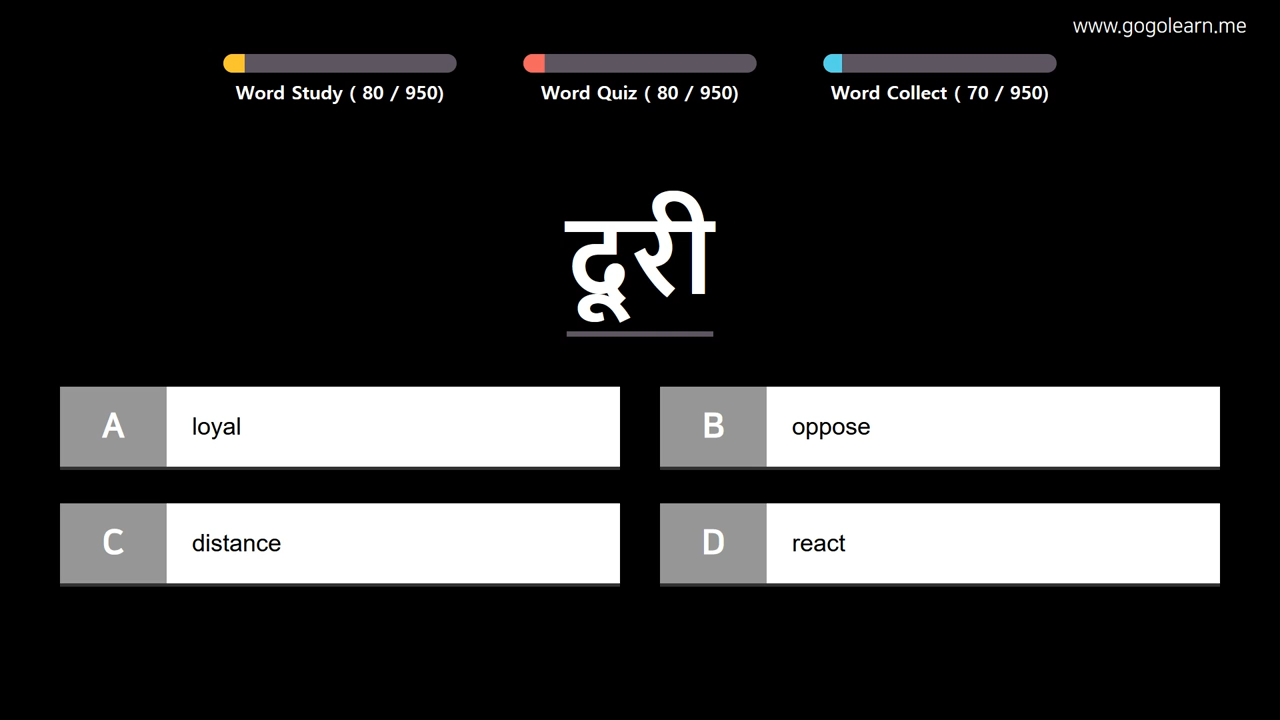 www.gogolearn.me
Word Study ( 80 / 950)
Word Quiz ( 80 / 950)
Word Collect ( 70 / 950)
दूरी
A loyal
B oppose
C distance
D react